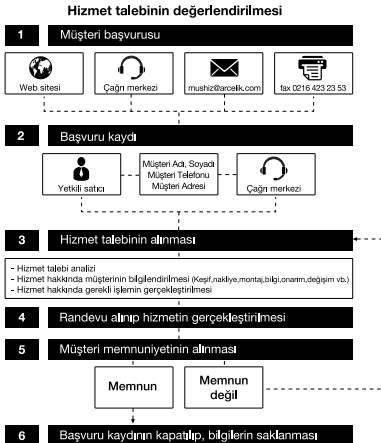 Hizmet talebinin değerlendirilmesi
1 Müşteri başvurusu
Web sitesi
Çağrı merkezi
mushiz@arcelik.com
fax 0216 423 23 53
2 Başvuru kaydı
Yetkili satıcı
Müşteri Adı, Soyadı
Müşteri Telefonu
Müşteri Adresi
Çağrı merkezi
3 Hizmet talebinin alınması
- Hizmet talebi analizi
- Hizmet hakkında müşterinin bilgilendirilmesi (Keşif,nakliye,montaj,bilgi,onarım,değişim vb.)
- Hizmet hakkında gerekli işlemin gerçekleştirilmesi
4 Randevu alınıp hizmetin gerçekleştirilmesi
5 Müşteri memnuniyetinin alınması
Memnun
Memnun
değil
6 Başvuru kaydının kapatılıp, bilgilerin saklanması